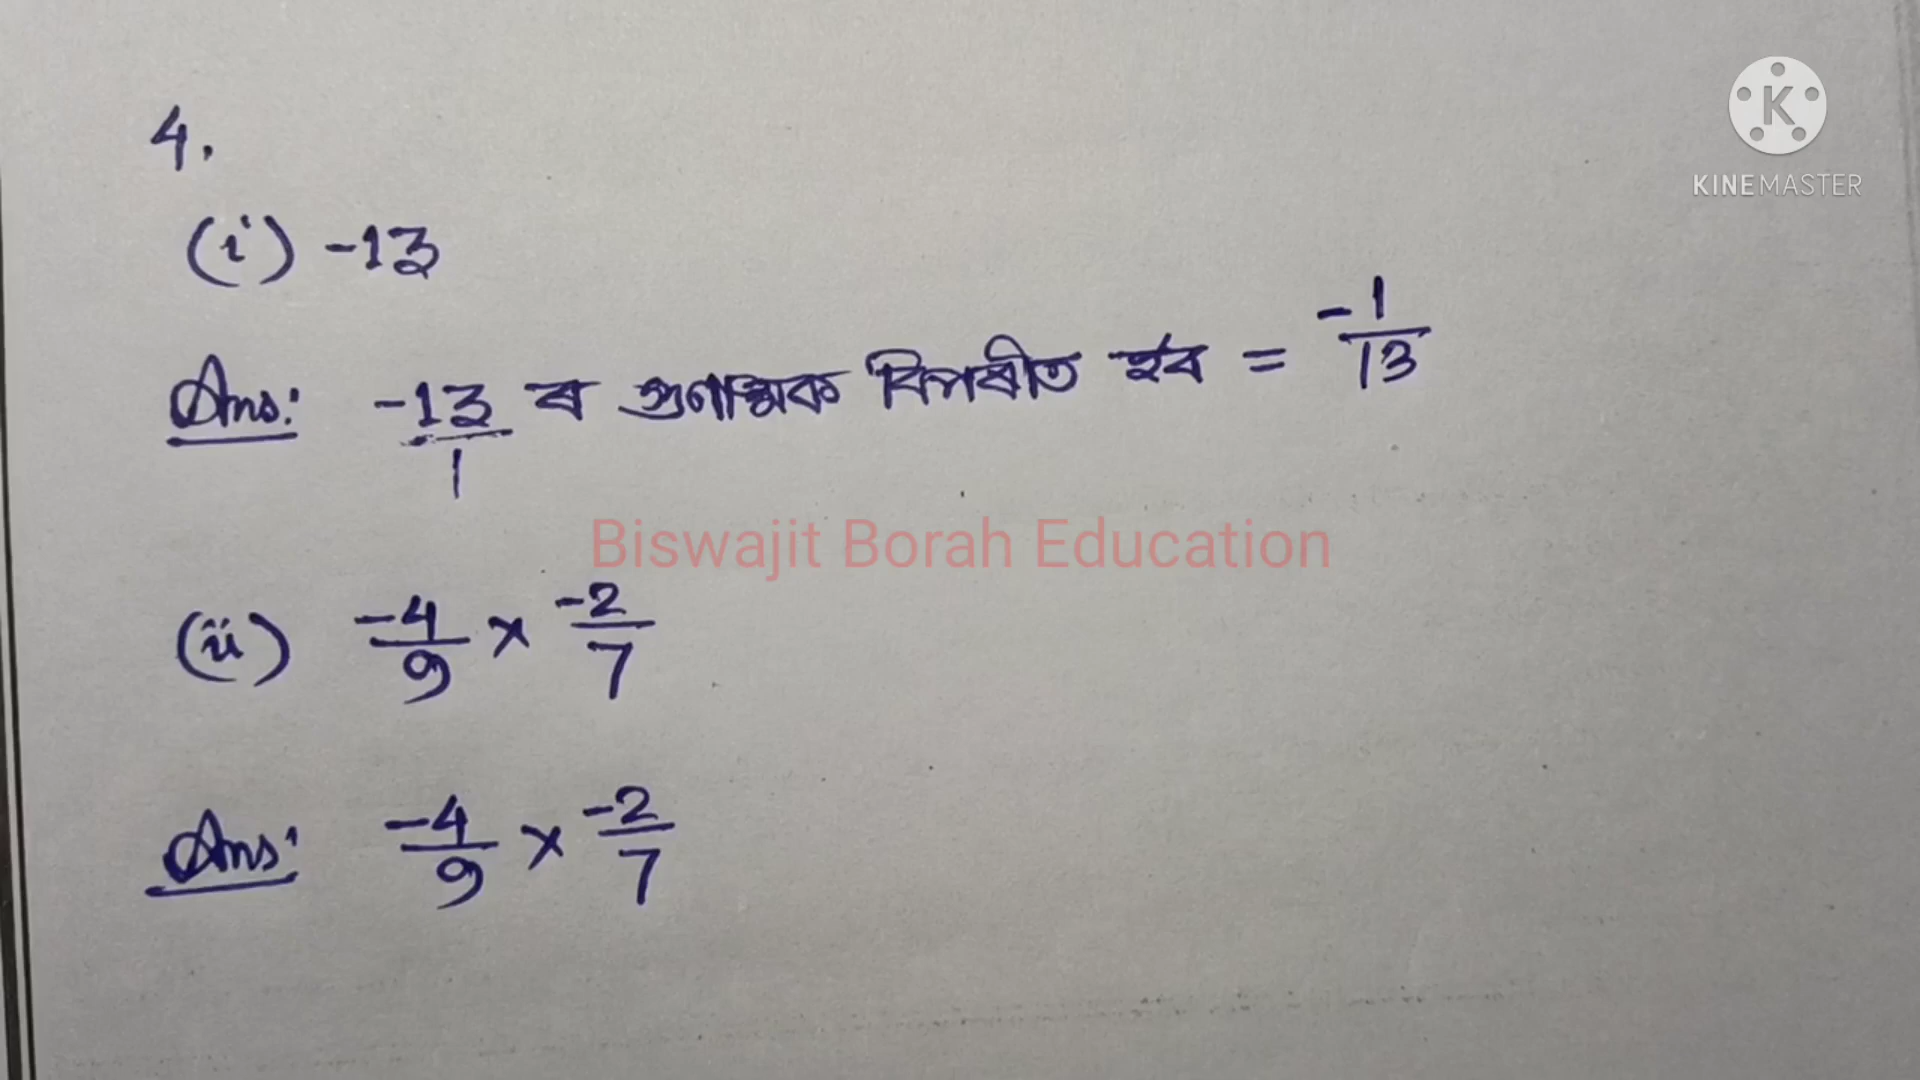 4.
KINEMASTER
(i) -13
Ans: -13/1 ৰ গুণাত্মক বিপৰীত হ'ব = -1/13
Biswajit Borah Education
(ii) -4/9 × -2/7
Ans: -4/9 × -2/7